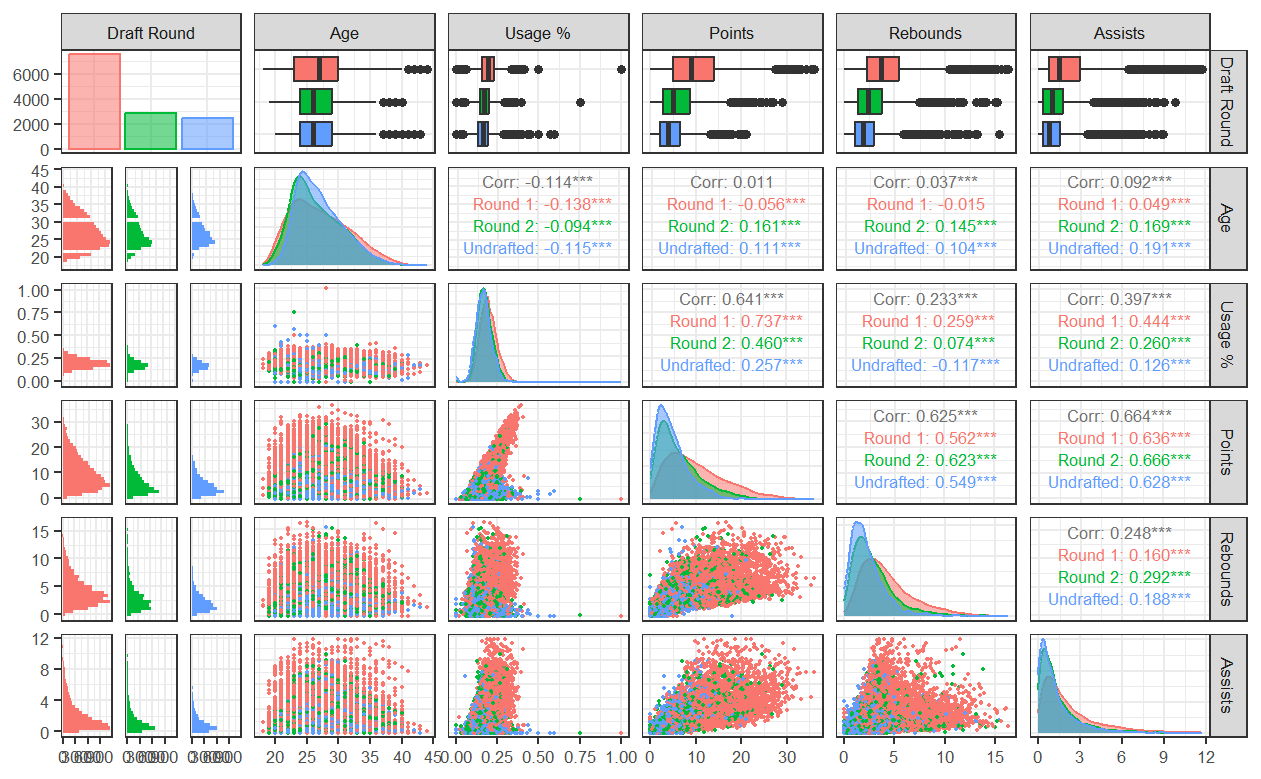 Draft Round
Age
Usage %
Points
Rebounds
Assists
6000
4000
2000
0
Draft Round
45
40
35
30
25
20
Corr: -0.114***
Round 1: -0.138***
Round 2: -0.094***
Undrafted: -0.115***
Corr: 0.011
Round 1: -0.056***
Round 2: 0.161***
Undrafted: 0.111***
Corr: 0.037***
Round 1: -0.015
Round 2: 0.145***
Undrafted: 0.104***
Corr: 0.092***
Round 1: 0.049***
Round 2: 0.169***
Undrafted: 0.191***
Age
1.00
0.75
0.50
0.25
0.00
Corr: 0.641***
Round 1: 0.737***
Round 2: 0.460***
Undrafted: 0.257***
Corr: 0.233***
Round 1: 0.259***
Round 2: 0.074***
Undrafted: -0.117***
Corr: 0.397***
Round 1: 0.444***
Round 2: 0.260***
Undrafted: 0.126***
Usage %
30
20
10
0
Corr: 0.625***
Round 1: 0.562***
Round 2: 0.623***
Undrafted: 0.549***
Corr: 0.664***
Round 1: 0.636***
Round 2: 0.666***
Undrafted: 0.628***
Points
15
10
5
0
Corr: 0.248***
Round 1: 0.160***
Round 2: 0.292***
Undrafted: 0.188***
Rebounds
12
8
4
0
Assists
20 25 30 35 40 45
0.00 0.25 0.50 0.75 1.00
0 10 20 30
0 5 10 15
0 3 6 9 12